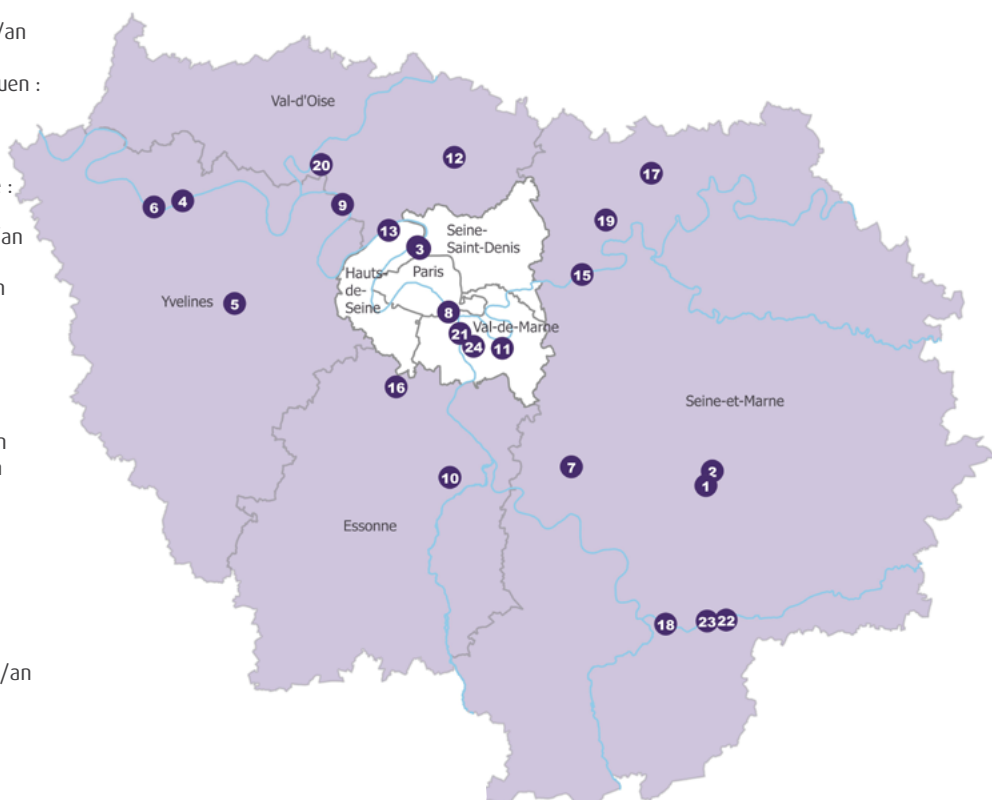 /an
uen :
:
an
n
n
n
/an
Val-d'Oise
12
20
17
6
4
9
19
13
3
Seine-
Saint-Denis
Hauts-
de-
Seine
Paris
15
Yvelines
5
8
21
Val-de-Marne
24
11
16
Seine-et-Marne
7
2
1
10
Essonne
18
23
22